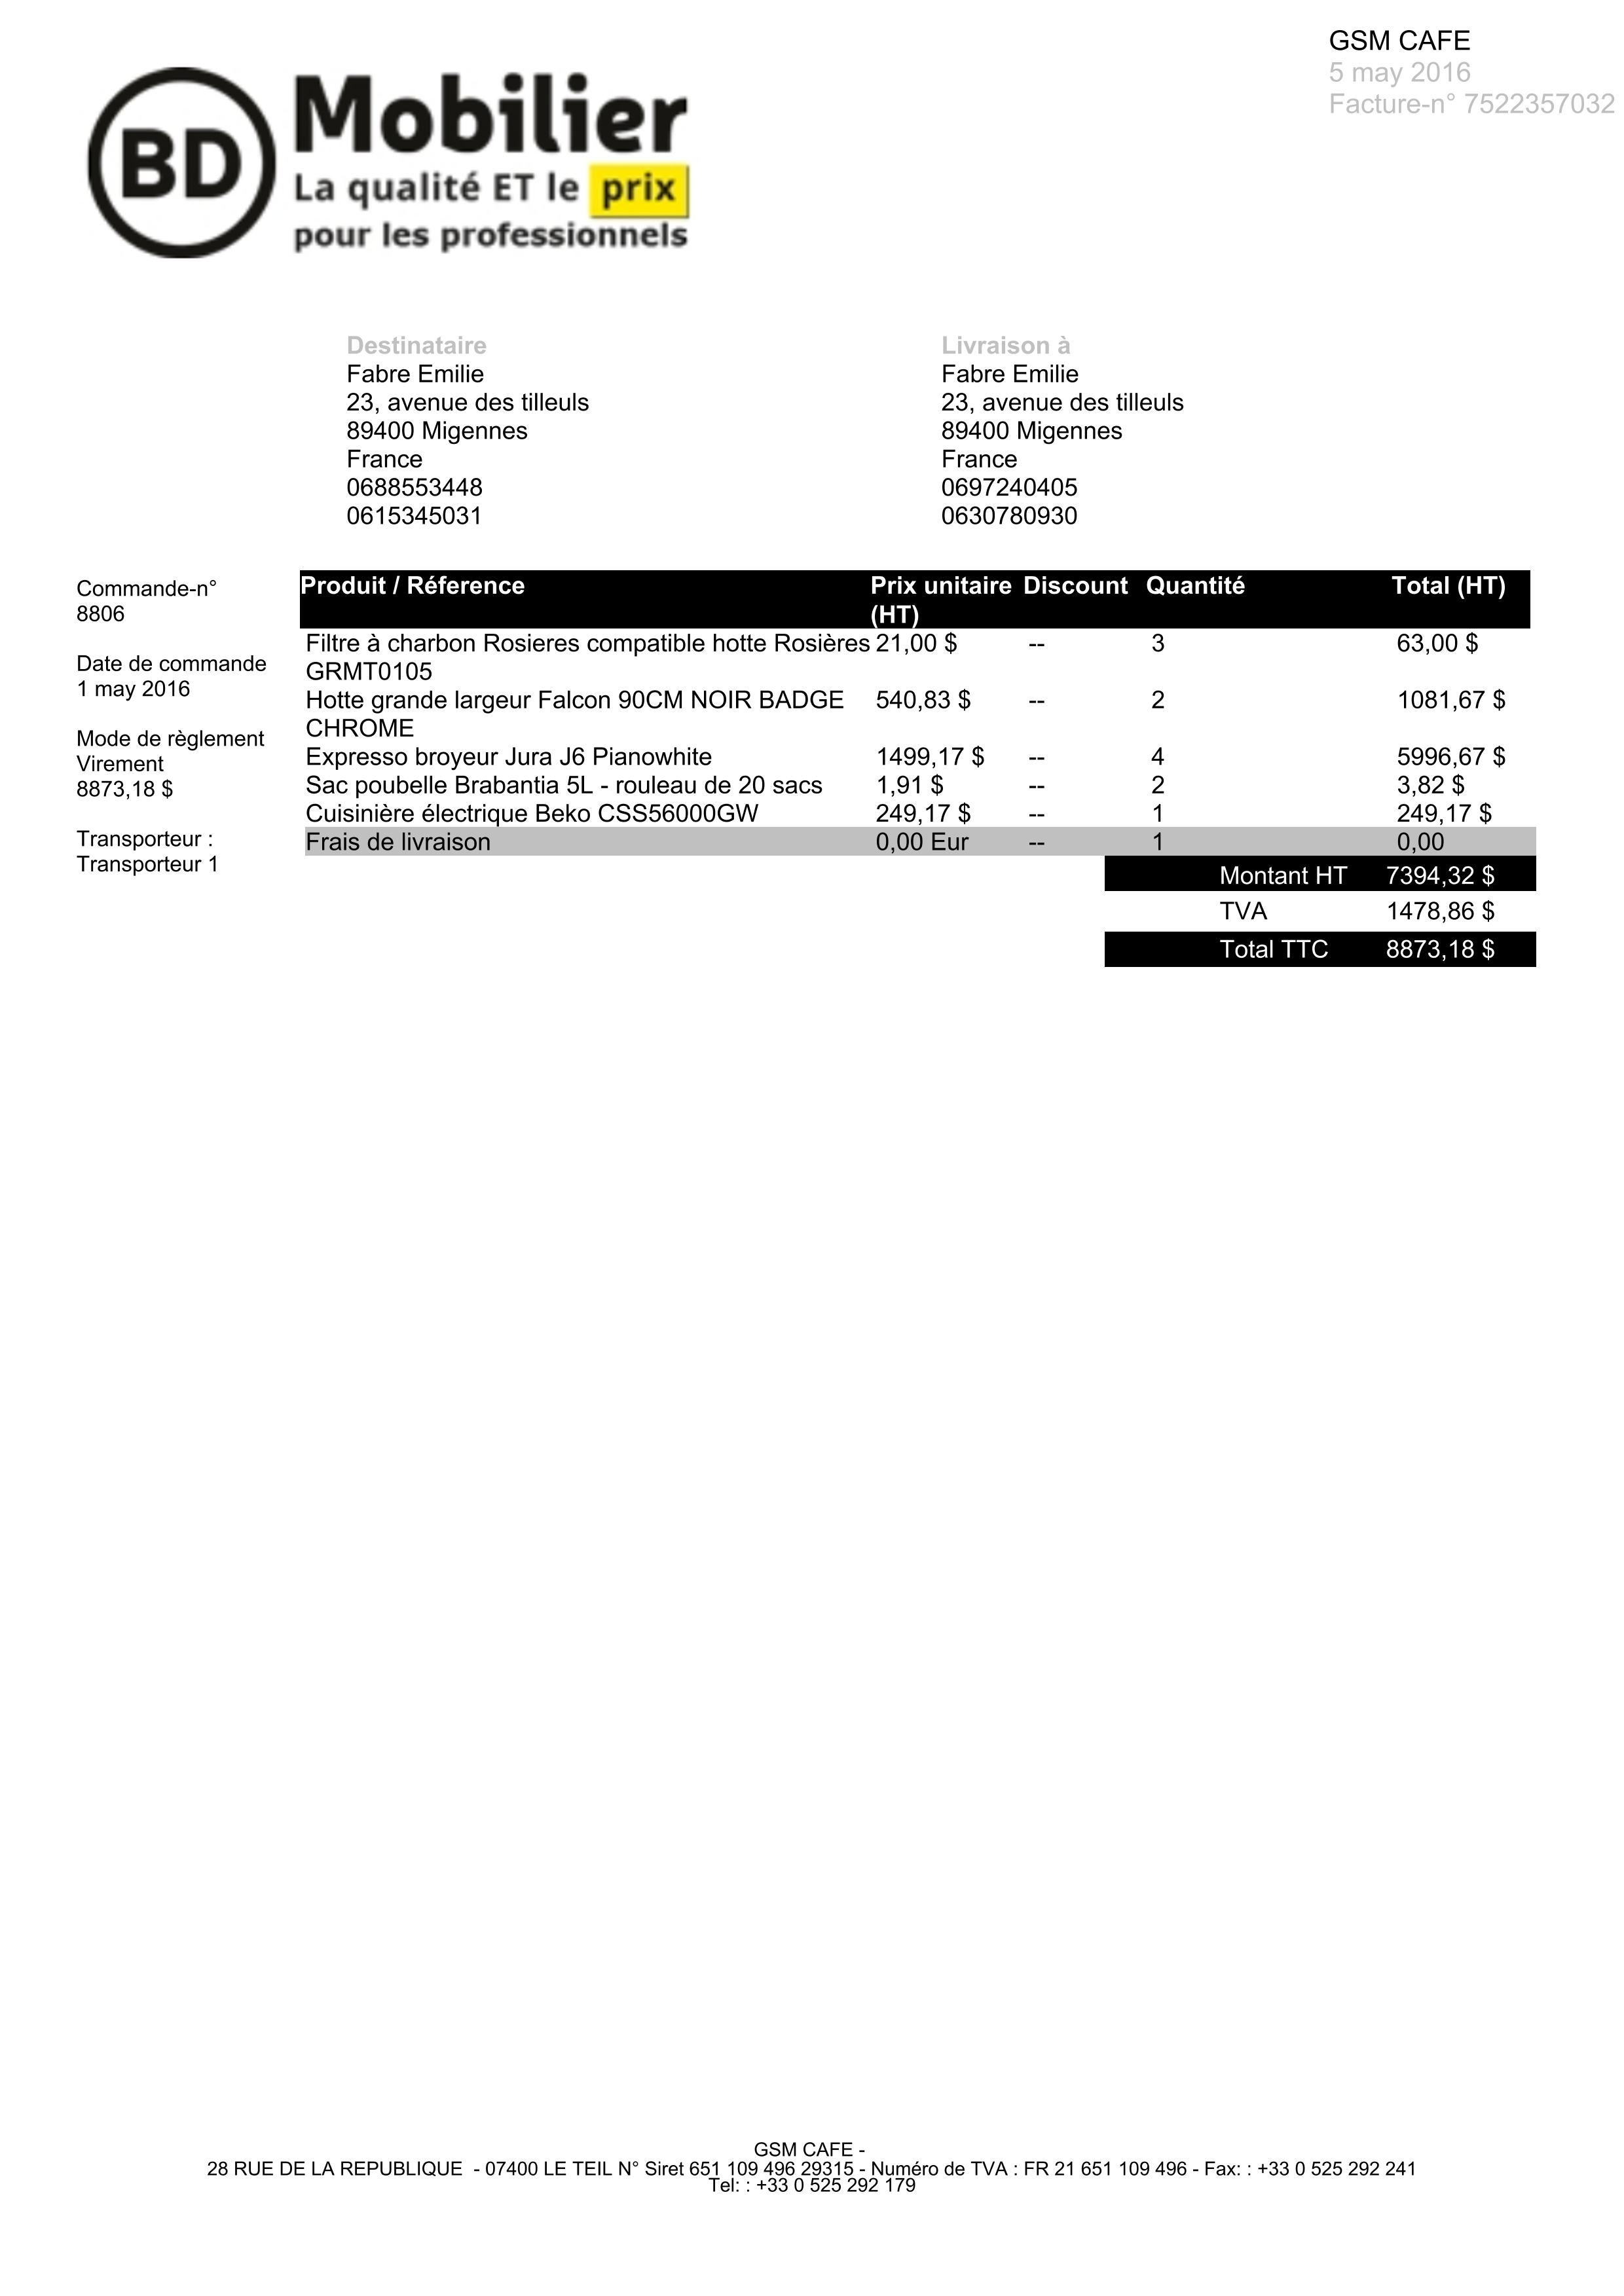 GSM CAFE
5 may 2016
Facture-n° 7522357032
BD
Mobilier
La qualité ET le prix
pour les professionnels
Destinataire
Fabre Emilie
23, avenue des tilleuls
89400 Migennes
France
0688553448
0615345031
Livraison à
Fabre Emilie
23, avenue des tilleuls
89400 Migennes
France
0697240405
0630780930
Commande-n°
8806
Date de commande
1 may 2016
Mode de règlement
Virement
8873,18 $
Transporteur :
Transporteur 1
Produit / Réference Prix unitaire (HT) Discount Quantité Total (HT)
Filtre à charbon Rosieres compatible hotte Rosières 21,00 $ -- 3 63,00 $
GRMT0105
Hotte grande largeur Falcon 90CM NOIR BADGE 540,83 $ -- 2 1081,67 $
CHROME
Expresso broyeur Jura J6 Pianowhite 1499,17 $ -- 4 5996,67 $
Sac poubelle Brabantia 5L - rouleau de 20 sacs 1,91 $ -- 2 3,82 $
Cuisinière électrique Beko CSS56000GW 249,17 $ -- 1 249,17 $
Frais de livraison 0,00 Eur -- 1 0,00
Montant HT 7394,32 $
TVA 1478,86 $
Total TTC 8873,18 $
GSM CAFE -
28 RUE DE LA REPUBLIQUE - 07400 LE TEIL N° Siret 651 109 496 29315 - Numéro de TVA : FR 21 651 109 496 - Fax: : +33 0 525 292 241
Tel: : +33 0 525 292 179